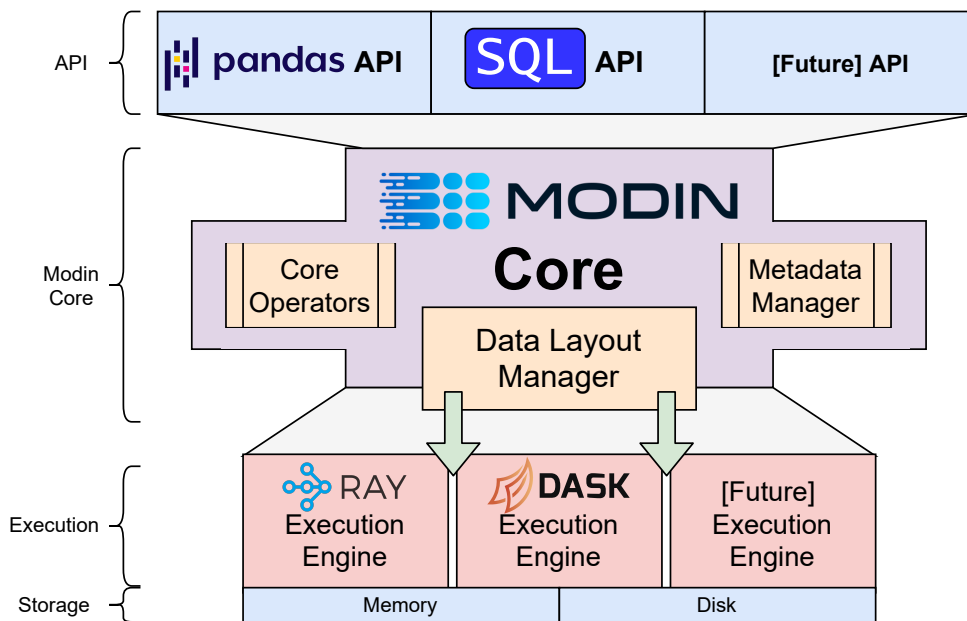 API
pandas API
SQL API
[Future] API
Modin
Core
MODIN
Core
Core
Operators
Metadada
Manager
Data Layout
Manager
Execution
RAY
Execution
Engine
DASK
Execution
Engine
[Future]
Execution
Engine
Storage
Memory
Disk